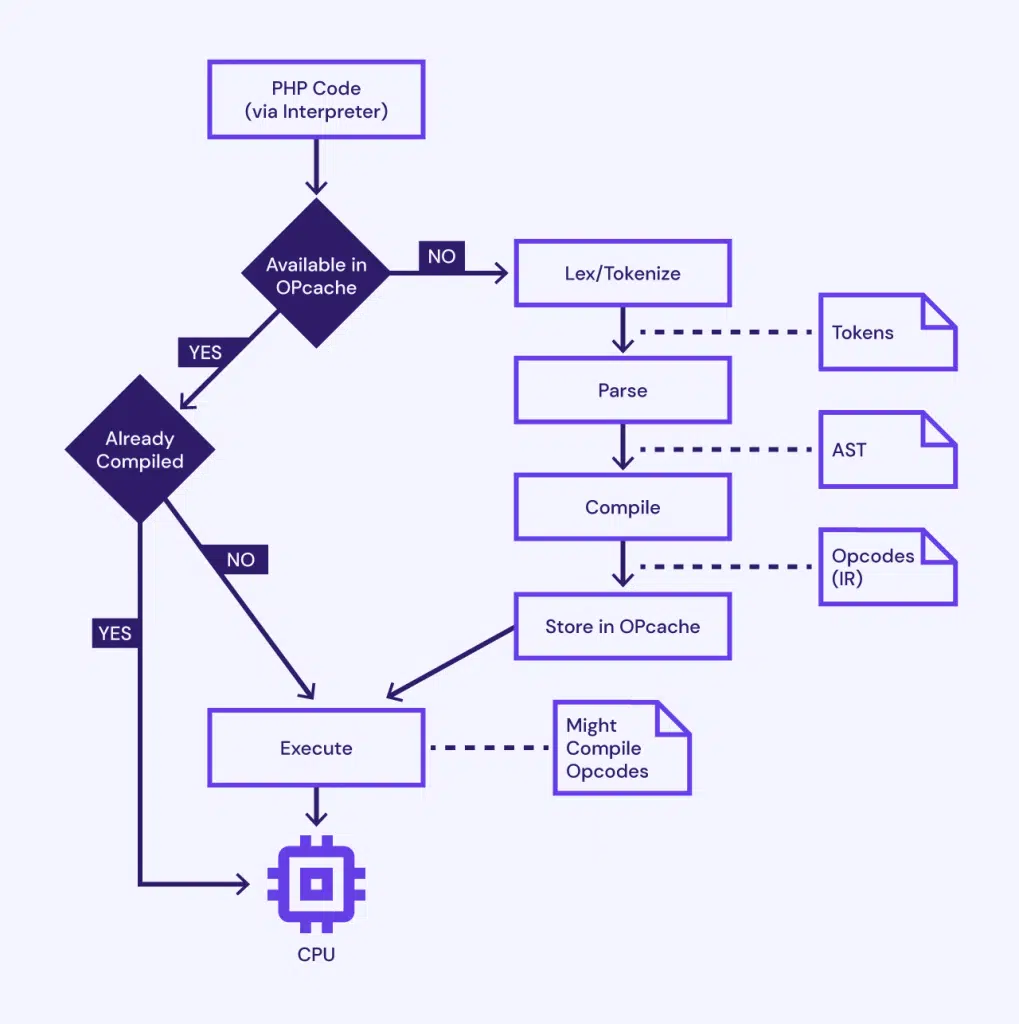 PHP Code
(via Interpreter)
Available in
OPcache
NO
Lex/Tokenize
Tokens
YES
Parse
Already
Compiled
AST
Compile
NO
Opcodes
(IR)
YES
Store in OPcache
Execute
Might
Compile
Opcodes
CPU